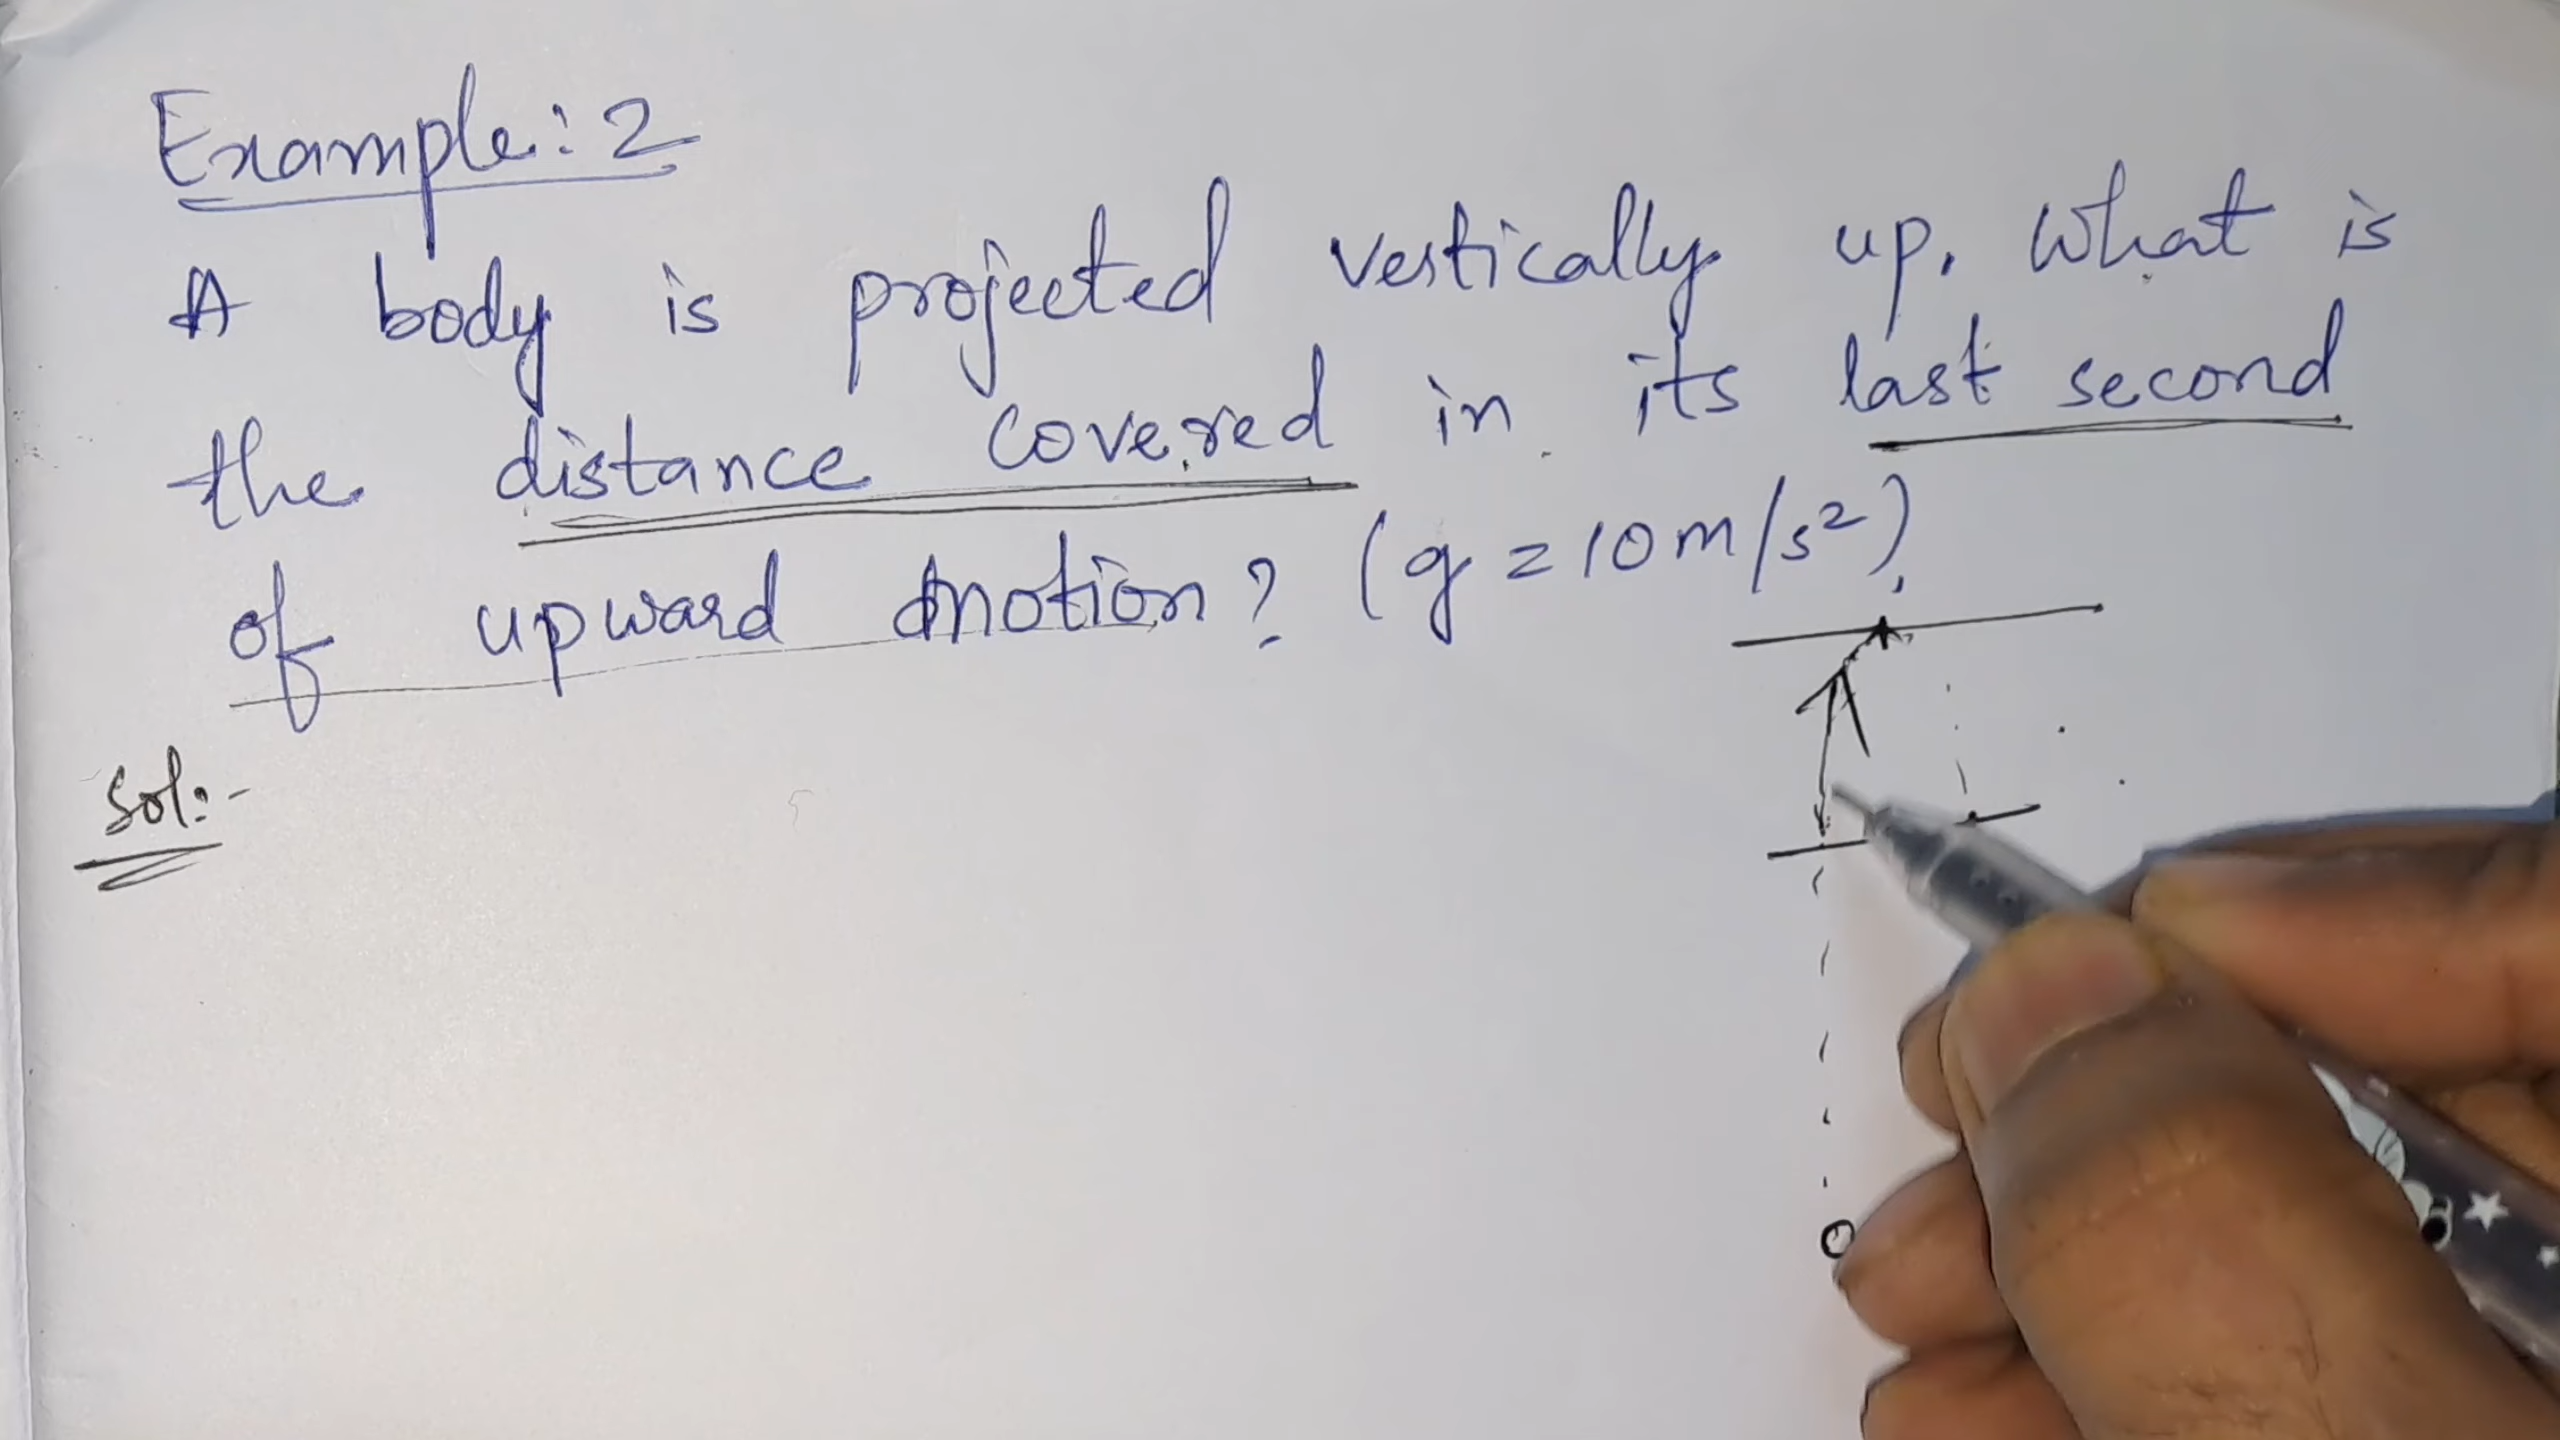 Example: 2
A body is projected vertically up. What is
the distance covered in its last second
of upward motion? (g = 10 m/s²).
Sol:-